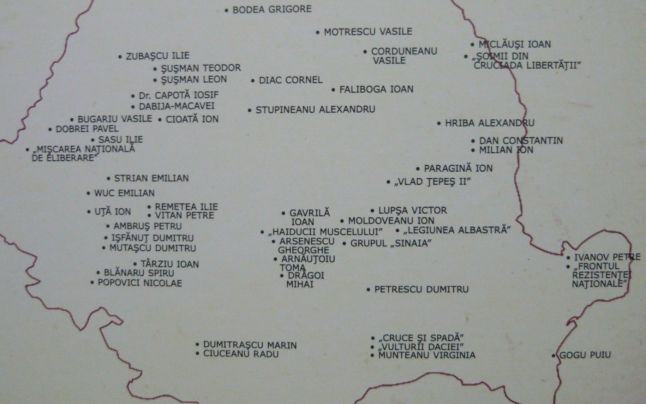 BODEA GRIGORE
MOTRESCU VASILE
MICLĂUŞI IOAN
CORDUNEANU
VASILE
„ŞOIMII DIN
CRUCIADA LIBERTĂŢII”
ZUBAŞCU ILIE
ŞUŞMAN TEODOR
ŞUŞMAN LEON
DIAC CORNEL
FALIBOGA IOAN
Dr. CAPOTĂ IOSIF
DABIJA-MACAVEI
STUPINEANU ALEXANDRU
BUGARIU VASILE
CIOATĂ ION
HRIBA ALEXANDRU
DOBREI PAVEL
SASU ILIE
DAN CONSTANTIN
„MIŞCAREA NAŢIONALĂ
DE ELIBERARE”
MILIAN ION
PARAGINĂ ION
STRIAN EMILIAN
„VLAD ŢEPEŞ II”
WUC EMILIAN
UŢĂ ION
REMETEA ILIE
VITAN PETRE
GAVRILĂ
IOAN
LUPŞA VICTOR
MOLDOVEANU ION
AMBRUŞ PETRU
„HAIDUCII MUSCELULUI”
„LEGIUNEA ALBASTRĂ”
IŞFĂNUŢ DUMITRU
ARSENESCU
GHEORGHE
GRUPUL „SINAIA”
MUTAŞCU DUMITRU
ARNĂUŢOIU
TOMA
IVANOV PETRE
TÂRZIU IOAN
„FRONTUL
REZISTENŢEI
NAŢIONALE”
BLĂNARU SPIRU
DRĂGOI
MIHAI
POPOVICI NICOLAE
PETRESCU DUMITRU
DUMITRAŞCU MARIN
CIUCEANU RADU
„CRUCE ŞI SPADĂ”
„VULTURII DACIEI”
MUNTEANU VIRGINIA
GOGU PUIU